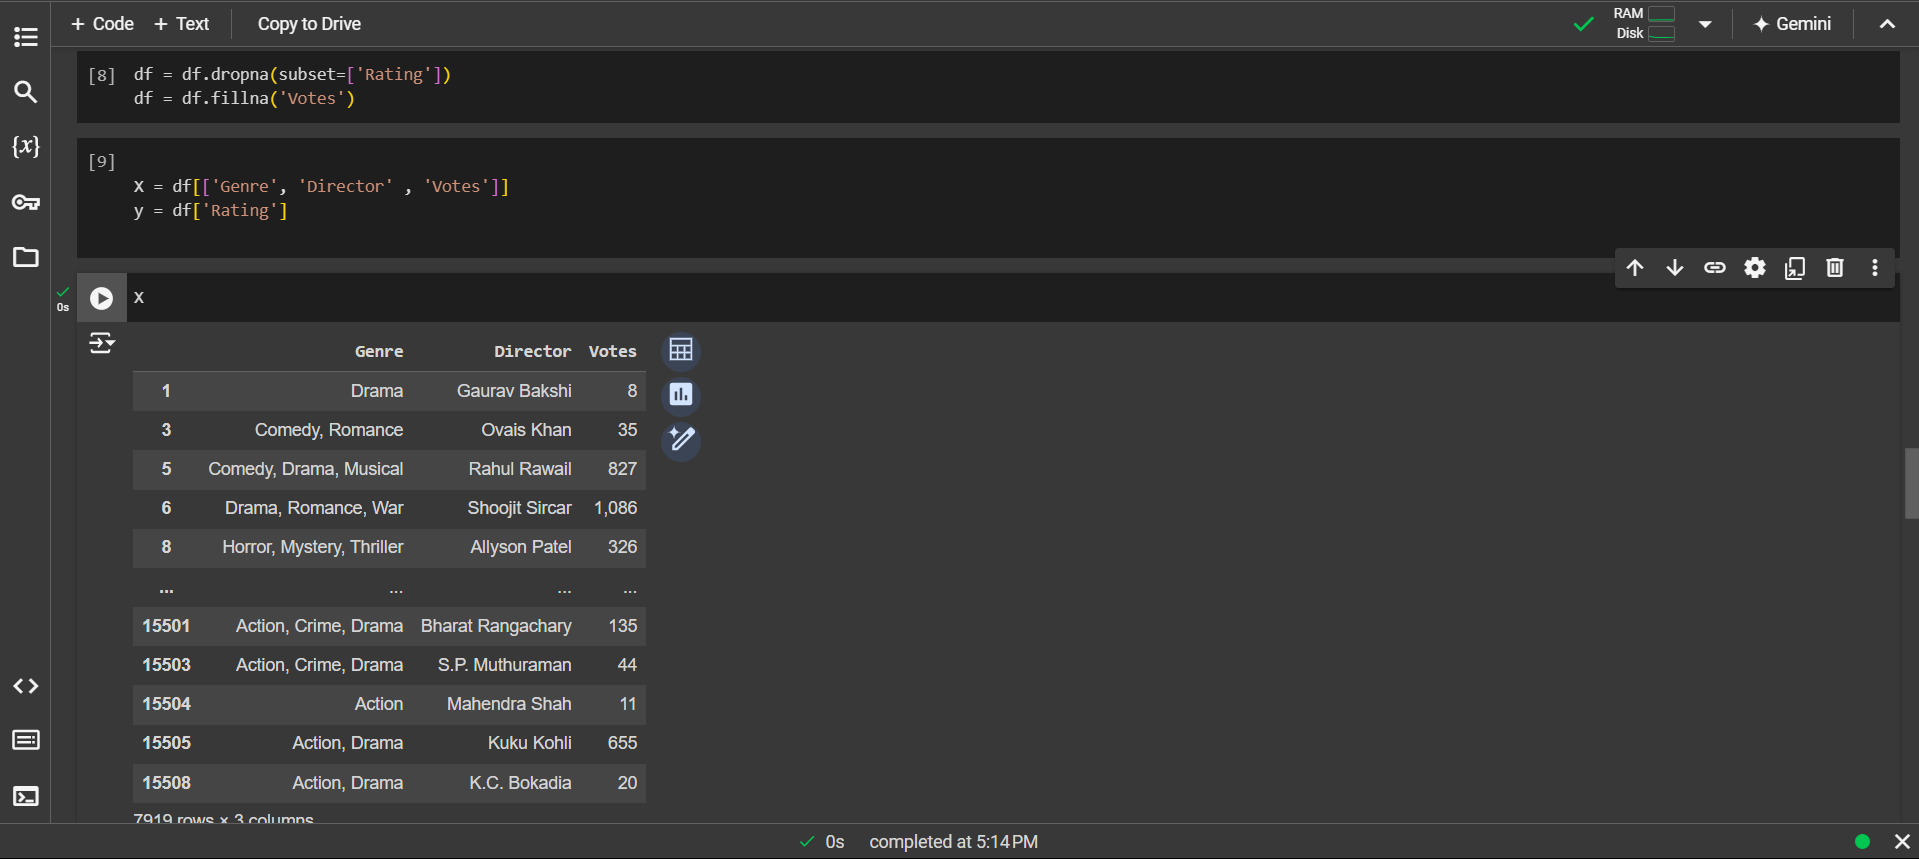 + Code + Text Copy to Drive RAM Disk Gemini
[8] df = df.dropna(subset=['Rating'])
df = df.fillna('Votes')
[9]
X = df[['Genre', 'Director' , 'Votes']]
y = df['Rating']
{x}
0s
X
Genre Director Votes
1 Drama Gaurav Bakshi 8
3 Comedy, Romance Ovais Khan 35
5 Comedy, Drama, Musical Rahul Rawail 827
6 Drama, Romance, War Shoojit Sircar 1,086
8 Horror, Mystery, Thriller Allyson Patel 326
... ... ... ...
15501 Action, Crime, Drama Bharat Rangachary 135
15503 Action, Crime, Drama S.P. Muthuraman 44
15504 Action Mahendra Shah 11
15505 Action, Drama Kuku Kohli 655
15508 Action, Drama K.C. Bokadia 20
7919 rows × 3 columns
0s completed at 5:14 PM